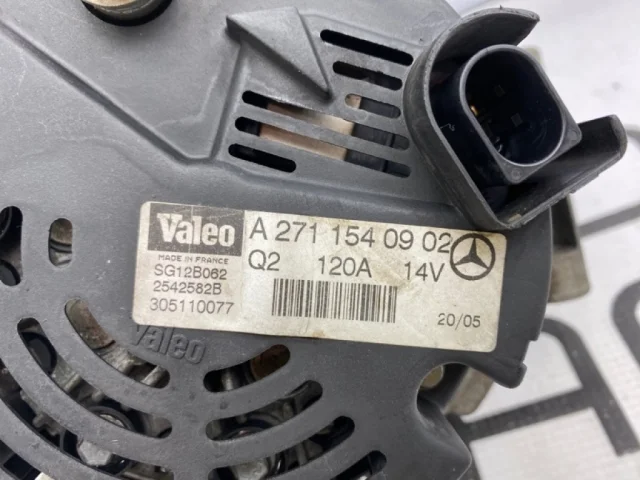 Valeo
MADE IN FRANCE
SG12B062
2542582B
305110077
A 271 154 09 02
Q2 120A 14V
20/05
valeo